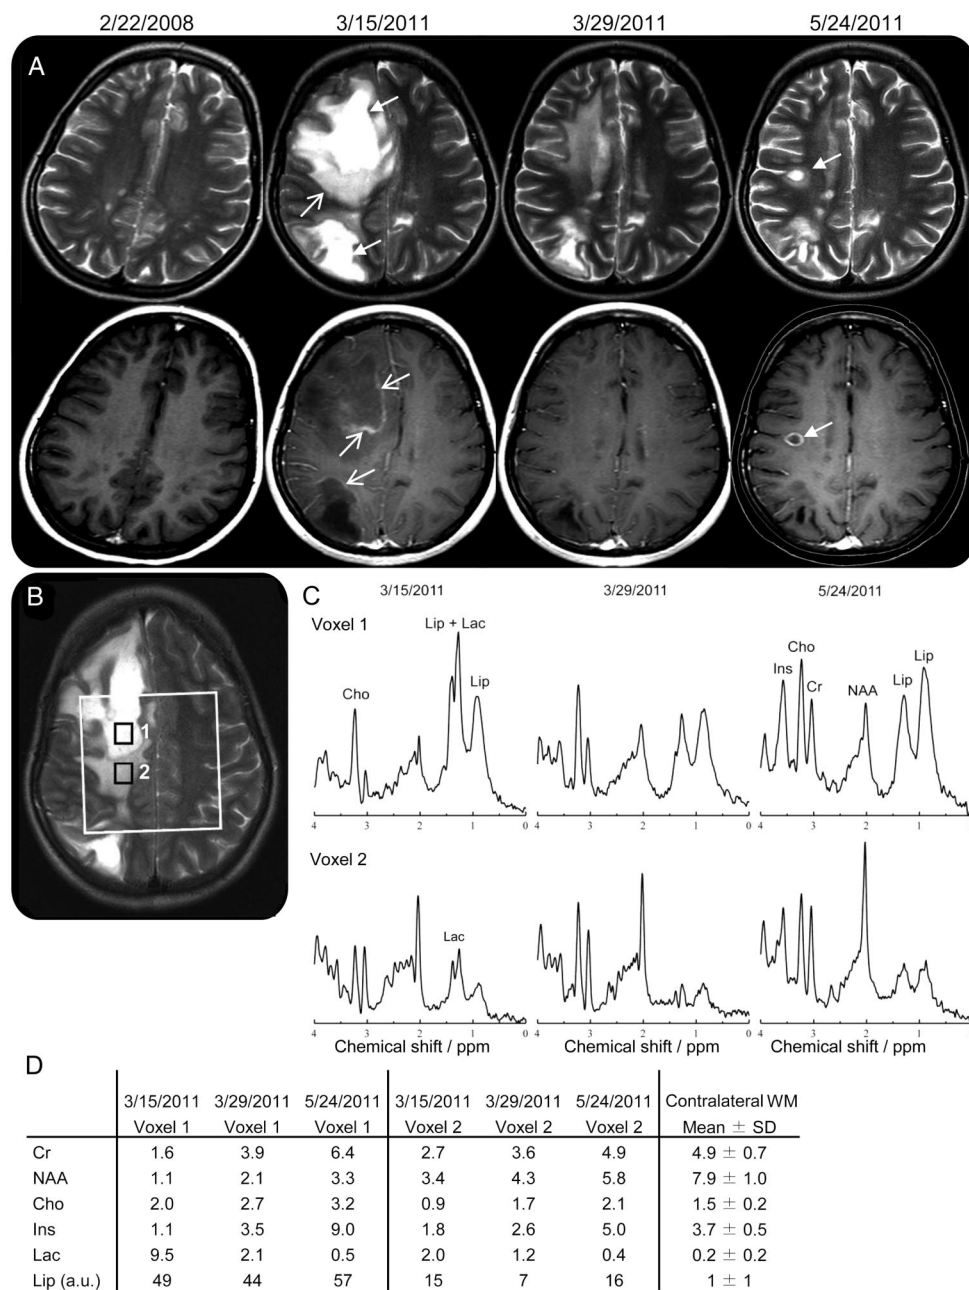 2/22/2008 3/15/2011 3/29/2011 5/24/2011
A
B
1
2
C
3/15/2011 3/29/2011 5/24/2011
Voxel 1
Cho Lip + Lac Lip
Ins Cho Cr NAA Lip Lip
4 3 2 1 0 4 3 2 1 0 4 3 2 1 0
Voxel 2
Lac
4 3 2 1 0 4 3 2 1 0 4 3 2 1 0
Chemical shift / ppm Chemical shift / ppm Chemical shift / ppm
D
3/15/2011 3/29/2011 5/24/2011 3/15/2011 3/29/2011 5/24/2011 Contralateral WM
Voxel 1 Voxel 1 Voxel 1 Voxel 2 Voxel 2 Voxel 2 Mean ± SD
Cr 1.6 3.9 6.4 2.7 3.6 4.9 4.9 ± 0.7
NAA 1.1 2.1 3.3 3.4 4.3 5.8 7.9 ± 1.0
Cho 2.0 2.7 3.2 0.9 1.7 2.1 1.5 ± 0.2
Ins 1.1 3.5 9.0 1.8 2.6 5.0 3.7 ± 0.5
Lac 9.5 2.1 0.5 2.0 1.2 0.4 0.2 ± 0.2
Lip (a.u.) 49 44 57 15 7 16 1 ± 1